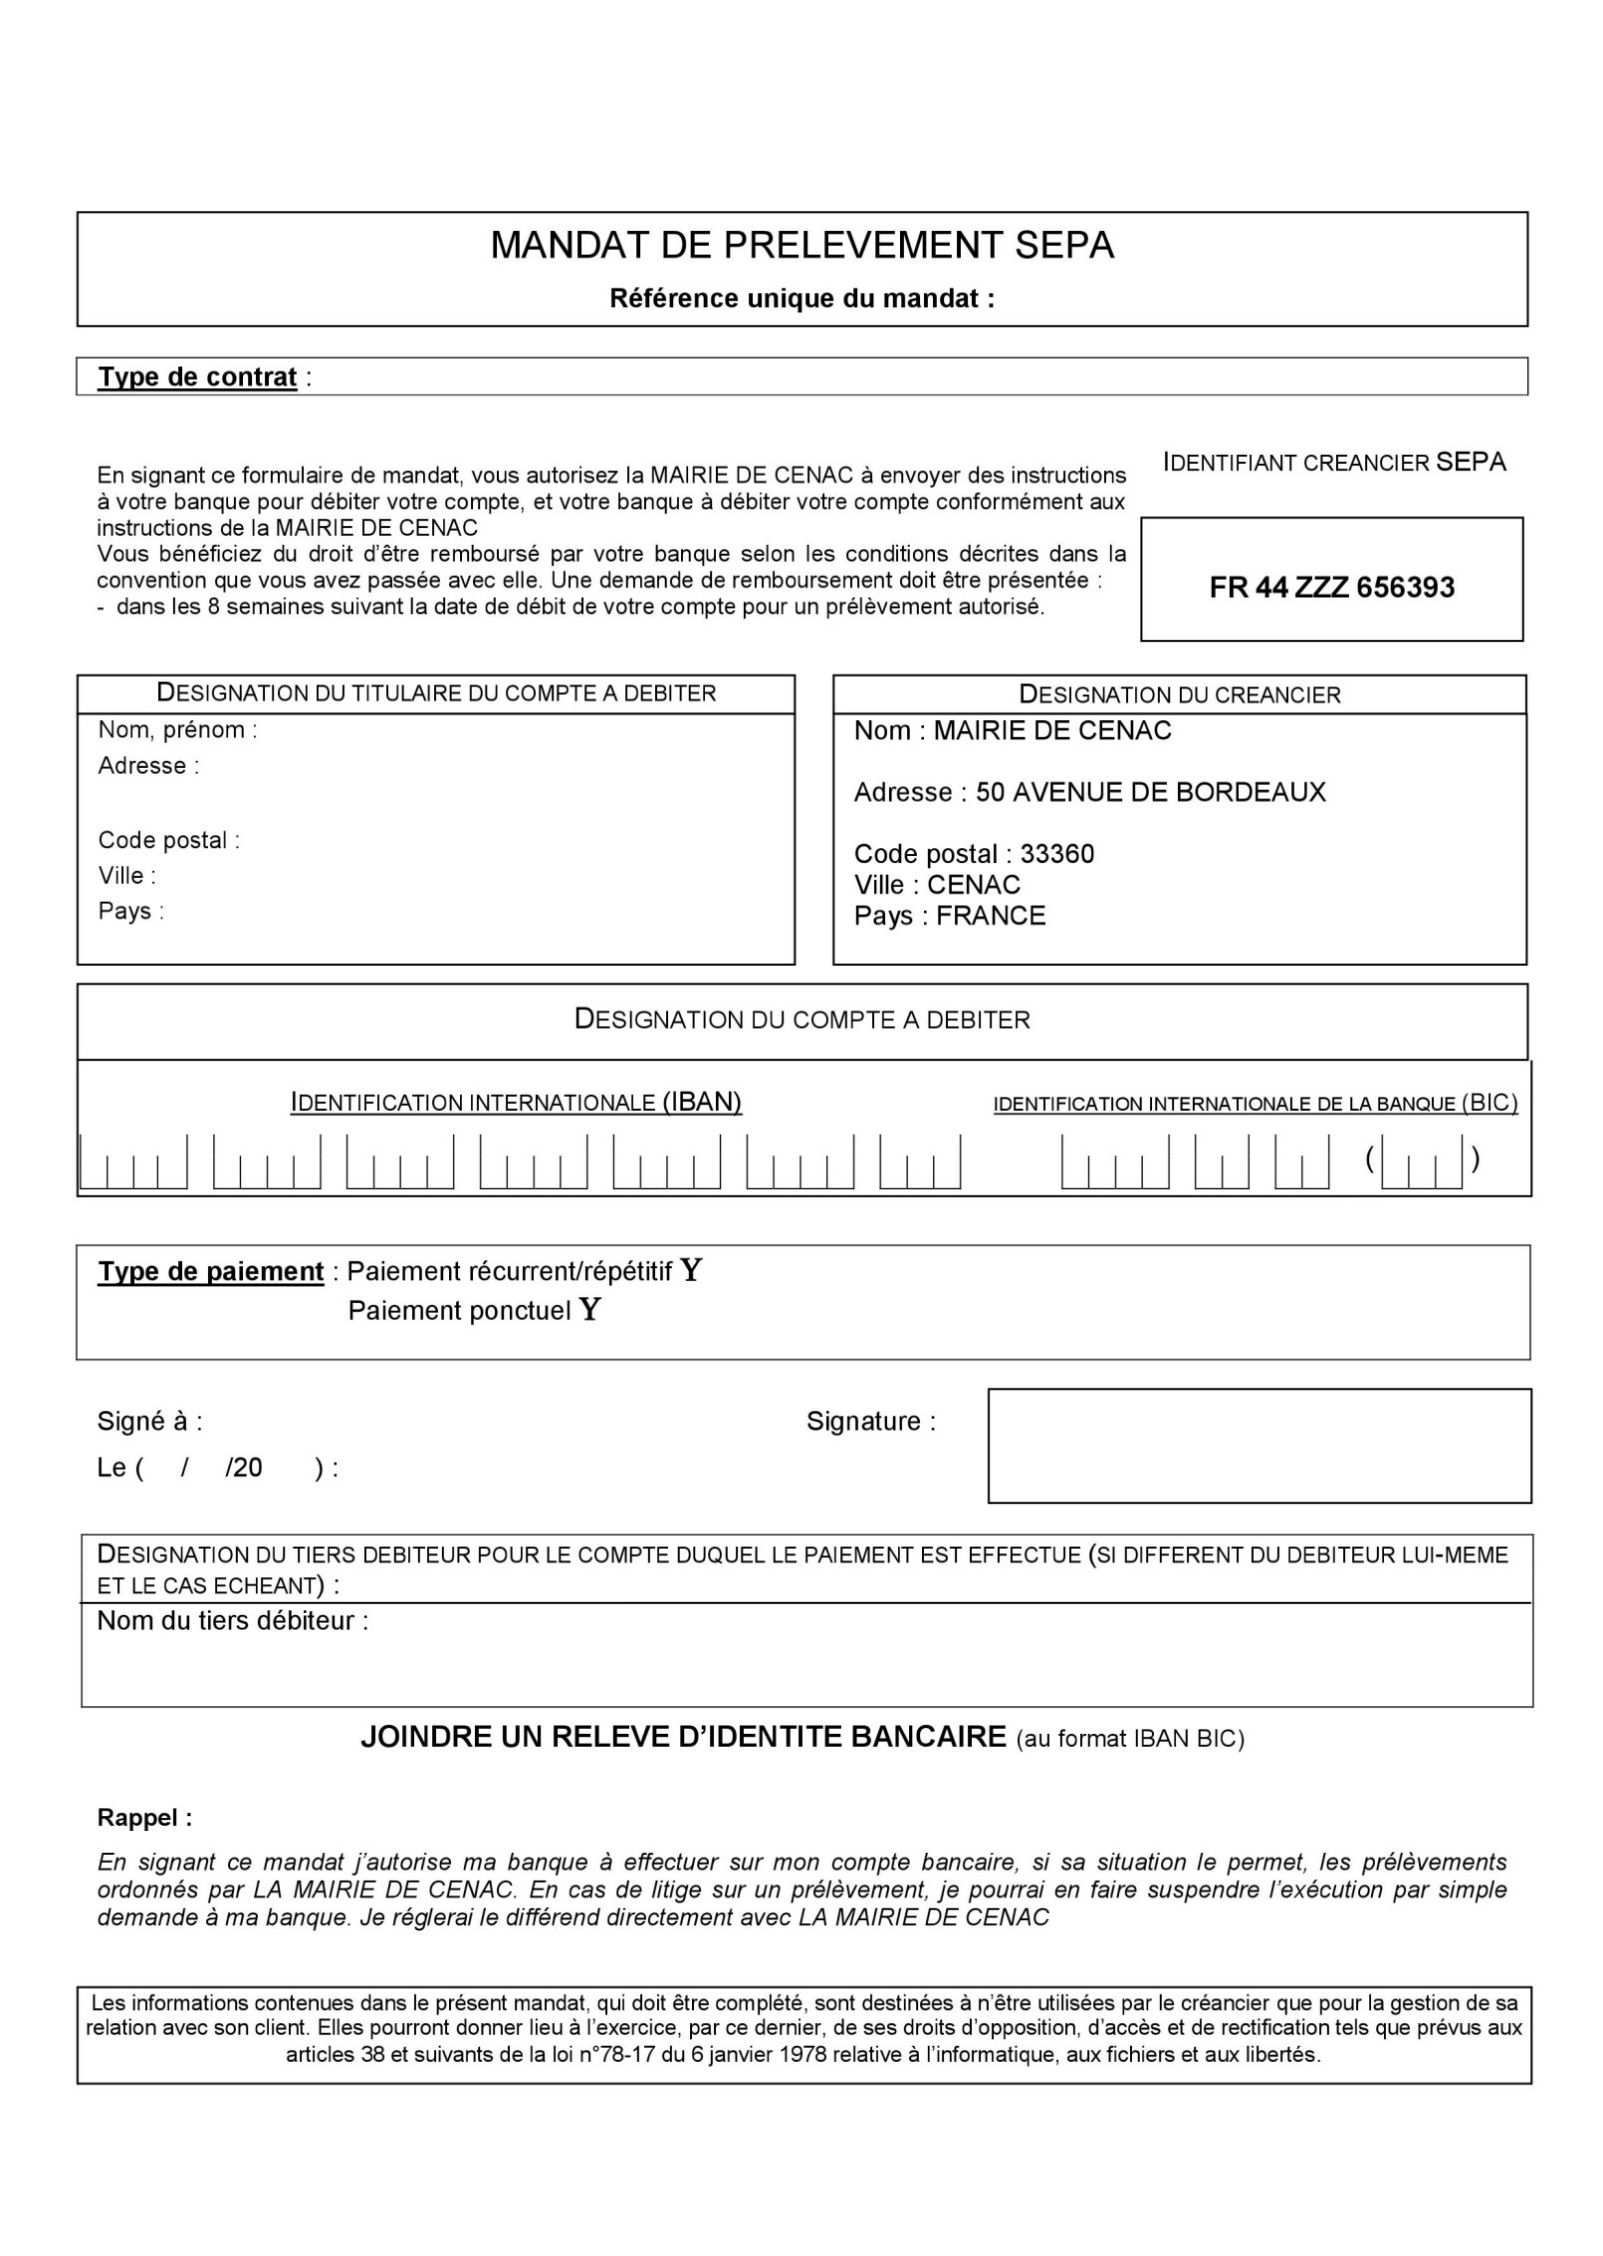 MANDAT DE PRELEVEMENT SEPA
Référence unique du mandat :
Type de contrat :
En signant ce formulaire de mandat, vous autorisez la MAIRIE DE CENAC à envoyer des instructions
à votre banque pour débiter votre compte, et votre banque à débiter votre compte conformément aux
instructions de la MAIRIE DE CENAC
Vous bénéficiez du droit d’être remboursé par votre banque selon les conditions décrites dans la
convention que vous avez passée avec elle. Une demande de remboursement doit être présentée :
- dans les 8 semaines suivant la date de débit de votre compte pour un prélèvement autorisé.
IDENTIFIANT CREANCIER SEPA
FR 44 ZZZ 656393
DESIGNATION DU TITULAIRE DU COMPTE A DEBITER
Nom, prénom :
Adresse :
Code postal :
Ville :
Pays :
DESIGNATION DU CREANCIER
Nom : MAIRIE DE CENAC
Adresse : 50 AVENUE DE BORDEAUX
Code postal : 33360
Ville : CENAC
Pays : FRANCE
DESIGNATION DU COMPTE A DEBITER
IDENTIFICATION INTERNATIONALE (IBAN)
IDENTIFICATION INTERNATIONALE DE LA BANQUE (BIC)
( )
Type de paiement : Paiement récurrent/répétitif Y
Paiement ponctuel Y
Signé à :
Signature :
Le ( / /20 ) :
DESIGNATION DU TIERS DEBITEUR POUR LE COMPTE DUQUEL LE PAIEMENT EST EFFECTUE (SI DIFFERENT DU DEBITEUR LUI-MEME
ET LE CAS ECHEANT) :
Nom du tiers débiteur :
JOINDRE UN RELEVE D’IDENTITE BANCAIRE (au format IBAN BIC)
Rappel :
En signant ce mandat j’autorise ma banque à effectuer sur mon compte bancaire, si sa situation le permet, les prélèvements
ordonnés par LA MAIRIE DE CENAC. En cas de litige sur un prélèvement, je pourrai en faire suspendre l’exécution par simple
demande à ma banque. Je réglerai le différend directement avec LA MAIRIE DE CENAC
Les informations contenues dans le présent mandat, qui doit être complété, sont destinées à n’être utilisées par le créancier que pour la gestion de sa
relation avec son client. Elles pourront donner lieu à l’exercice, par ce dernier, de ses droits d’opposition, d’accès et de rectification tels que prévus aux
articles 38 et suivants de la loi n°78-17 du 6 janvier 1978 relative à l’informatique, aux fichiers et aux libertés.